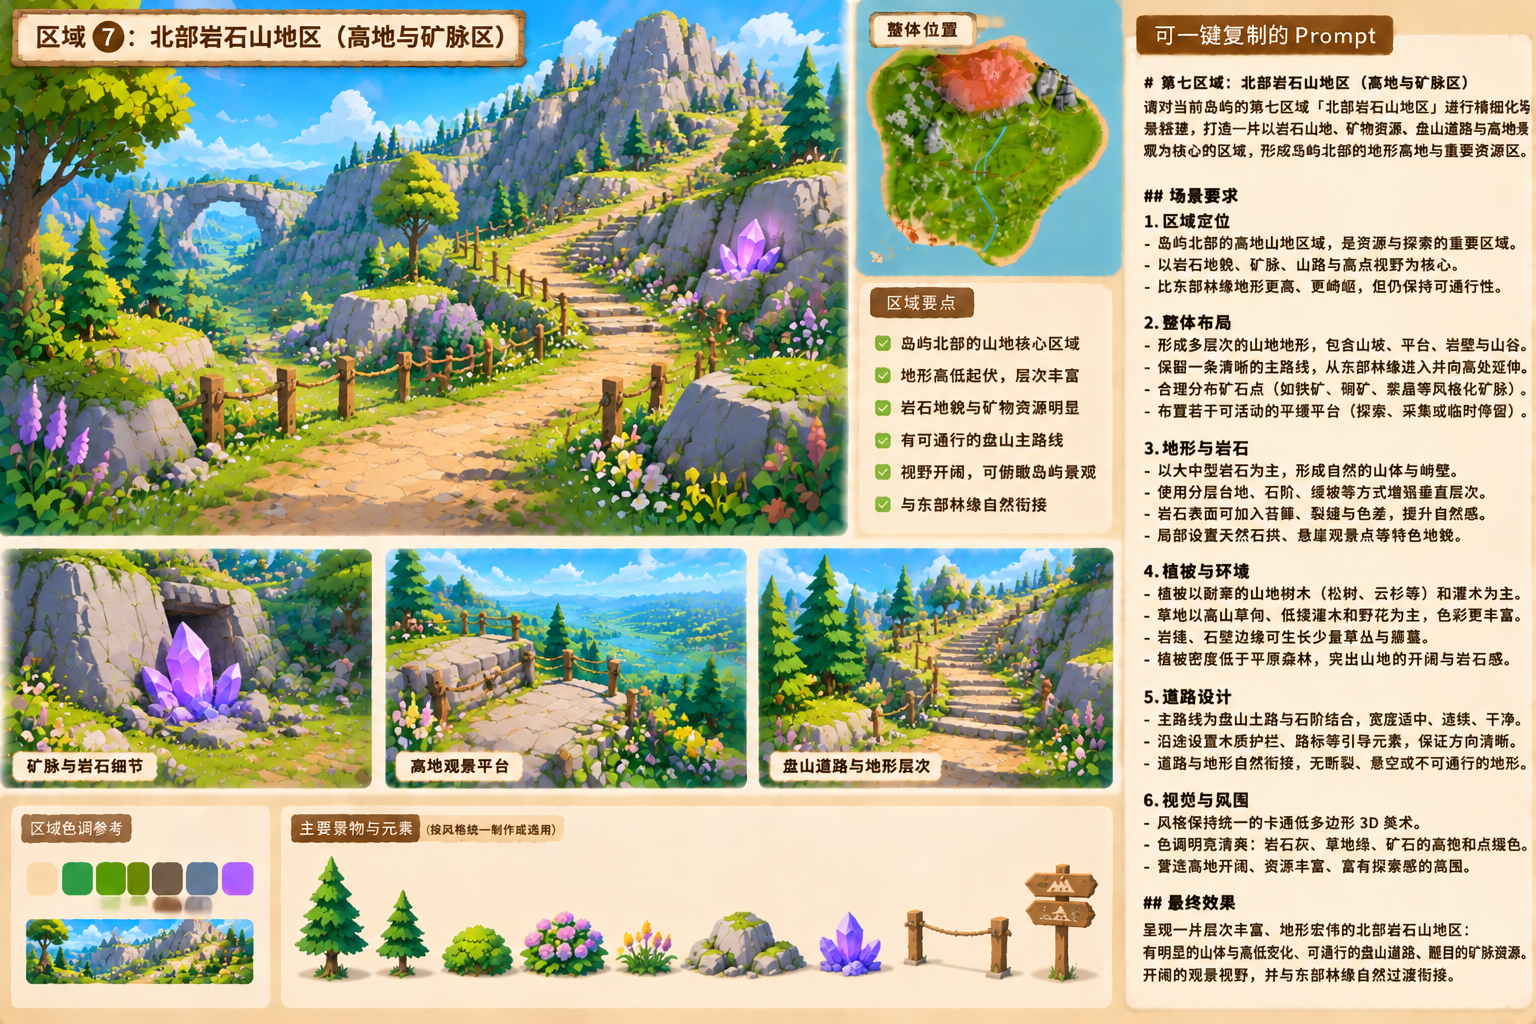 区域 7：北部岩石山地区（高地与矿脉区）
整体位置
区域要点
岛屿北部的山地核心区域
地形高低起伏，层次丰富
岩石地貌与矿物资源明显
有可通行的盘山主路线
视野开阔，可俯瞰岛屿景观
与东部林缘自然衔接
矿脉与岩石细节
高地观景平台
盘山道路与地形层次
区域色调参考
主要景物与元素（按风格统一制作或选用）
可一键复制的 Prompt
# 第七区域：北部岩石山地区（高地与矿脉区）
请对当前岛屿的第七区域「北部岩石山地区」进行精细化
景搭建，打造一片以岩石山地、矿物资源、盘山道路与高地景
观为核心的区域，形成岛屿北部的地形高地与重要资源区。
## 场景要求
1. 区域定位
- 岛屿北部的高地山地区域，是资源与探索的重要区域。
- 以岩石地貌、矿脉、山路与高点视野为核心。
- 比东部林缘地形更高、更崎岖，但仍保持可通行性。
2. 整体布局
- 形成多层次的山地地形，包含山坡、平台、岩壁与山谷。
- 保留一条清晰的主路线，从东部林缘进入并向高处延伸。
- 合理分布矿石点（如铁矿、铜矿、等风格化矿脉）。
- 布置若干可活动的平缓平台（探索、采集或临时停留）。
3. 地形与岩石
- 以大中型岩石为主，形成自然的山体与峭壁。
- 使用分层台地、石阶、缓坡等方式增强垂直层次。
- 岩石表面可加入苔藓、裂缝与色差，提升自然感。
- 局部设置天然石拱、悬崖观景点等特色地貌。
4. 植被与环境
- 植被以耐寒的山地树木（松树、云杉等）和灌木为主。
- 草地以高山草甸、低矮灌木和野花为主，色彩更丰富。
- 岩缝、石壁边缘可生长少量草丛与藤蔓。
- 植被密度低于平原森林，突出山地的开阔与岩石感。
5. 道路设计
- 主路线为盘山土路与石阶结合，宽度适中、连续、干净。
- 沿途设置木质护栏、路标等引导元素，保证方向清晰。
- 道路与地形自然衔接，无断裂、悬空或不可通行的地形。
6. 视觉与氛围
- 风格保持统一的卡通低多边形 3D 美术。
- 色调明亮清爽：岩石灰、草地绿、矿石的高饱和点缀色。
- 营造高地开阔、资源丰富、富有探索感的氛围。
## 最终效果
呈现一片层次丰富、地形宏伟的北部岩石山地区：
有明显的山体与高低变化、可通行的盘山道路、醒目的矿脉资源、
开阔的观景视野，并与东部林缘自然过渡衔接。